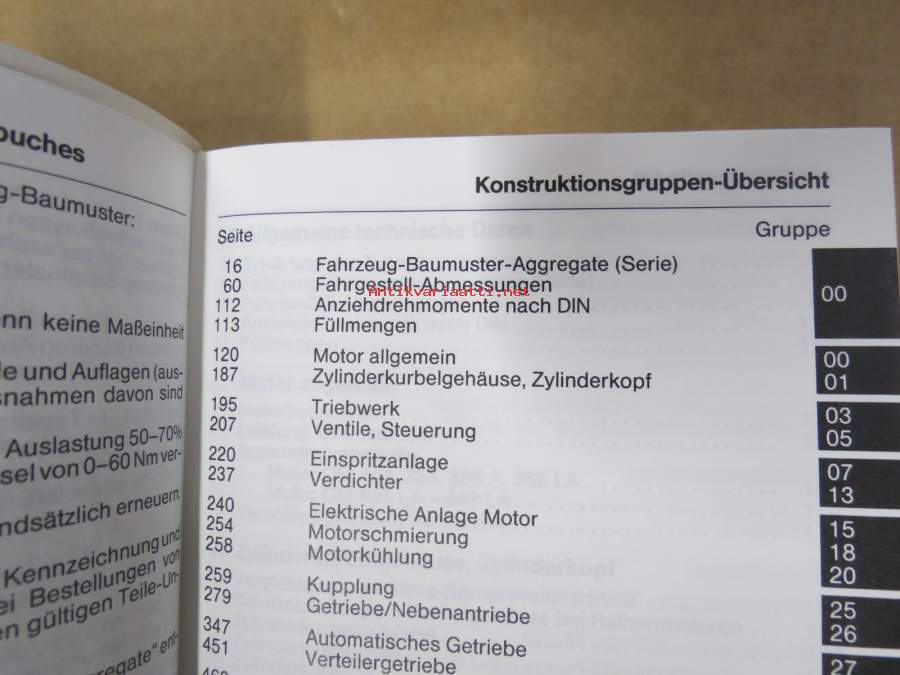 ouches
g-Baumuster:
nn keine Maßeinheit
le und Auflagen (aus-
snahmen davon sind
Auslastung 50–70%
sel von 0–60 Nm ver-
ndsätzlich erneuern.
Kennzeichnung und
ei Bestellungen von
en gültigen Teile-Un-
gregate" ent-
Konstruktionsgruppen-Übersicht
Seite Gruppe
16 Fahrzeug-Baumuster-Aggregate (Serie) 00
60 Fahrgestell-Abmessungen
Antikvariaatti.net
112 Anziehdrehmomente nach DIN
113 Füllmengen
120 Motor allgemein 00
187 Zylinderkurbelgehäuse, Zylinderkopf 01
195 Triebwerk 03
207 Ventile, Steuerung 05
220 Einspritzanlage 07
237 Verdichter 13
240 Elektrische Anlage Motor 15
254 Motorschmierung 18
258 Motorkühlung 20
259 Kupplung 25
279 Getriebe/Nebenantriebe 26
347 Automatisches Getriebe 27
451 Verteilergetriebe